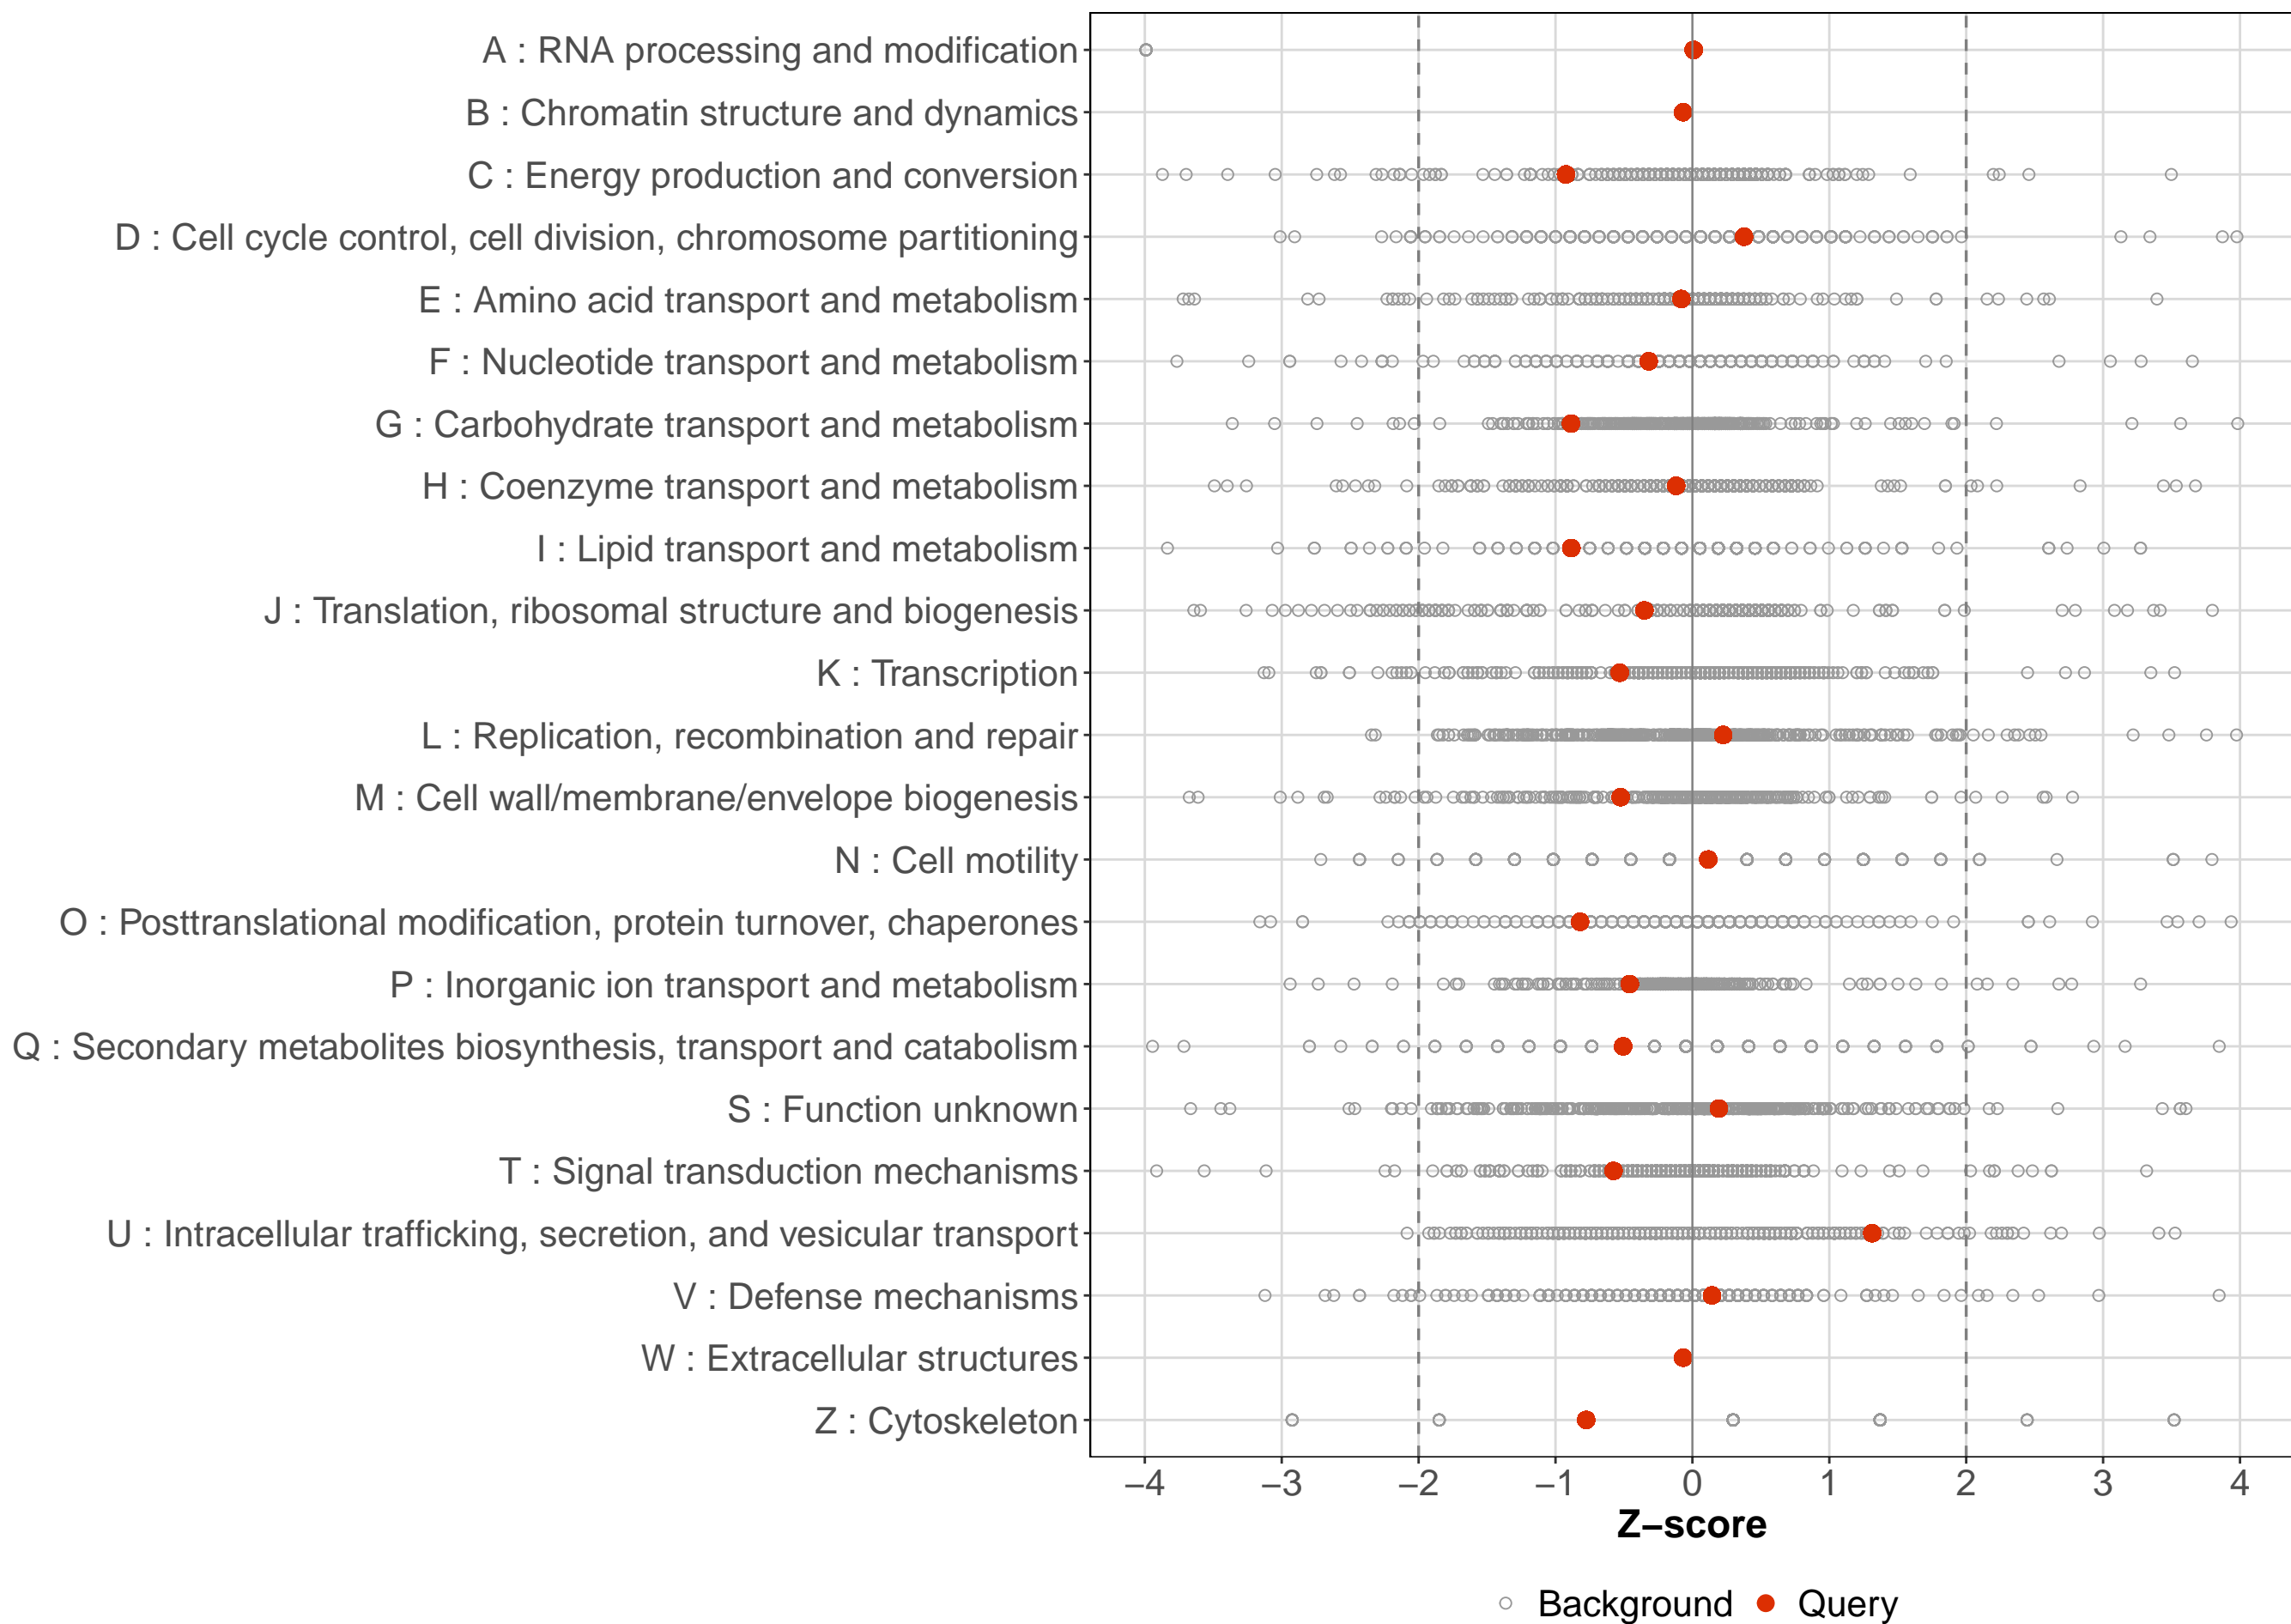 A : RNA processing and modification
B : Chromatin structure and dynamics
C : Energy production and conversion
D : Cell cycle control, cell division, chromosome partitioning
E : Amino acid transport and metabolism
F : Nucleotide transport and metabolism
G : Carbohydrate transport and metabolism
H : Coenzyme transport and metabolism
I : Lipid transport and metabolism
J : Translation, ribosomal structure and biogenesis
K : Transcription
L : Replication, recombination and repair
M : Cell wall/membrane/envelope biogenesis
N : Cell motility
O : Posttranslational modification, protein turnover, chaperones
P : Inorganic ion transport and metabolism
Q : Secondary metabolites biosynthesis, transport and catabolism
S : Function unknown
T : Signal transduction mechanisms
U : Intracellular trafficking, secretion, and vesicular transport
V : Defense mechanisms
W : Extracellular structures
Z : Cytoskeleton
−4 −3 −2 −1 0 1 2 3 4
Z−score
Background Query